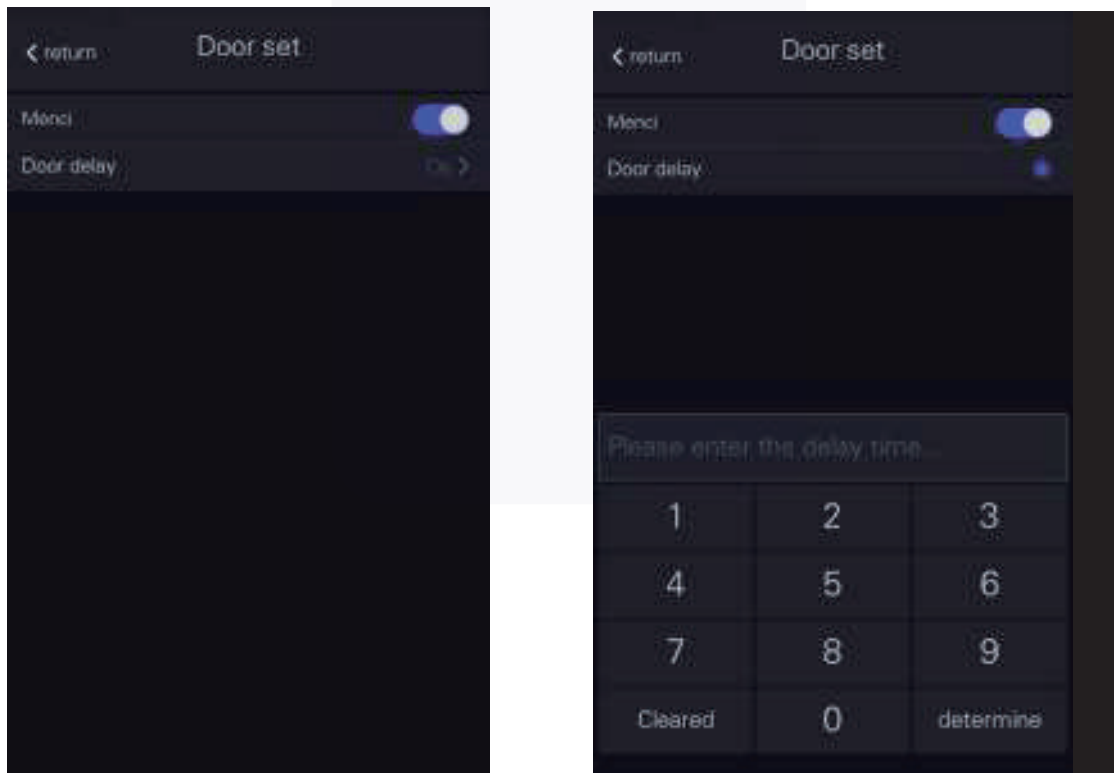 return Door set
Menci
Door delay
return Door set
Menci
Door delay
Please enter the delay time...
1 2 3
4 5 6
7 8 9
Cleared 0 determine